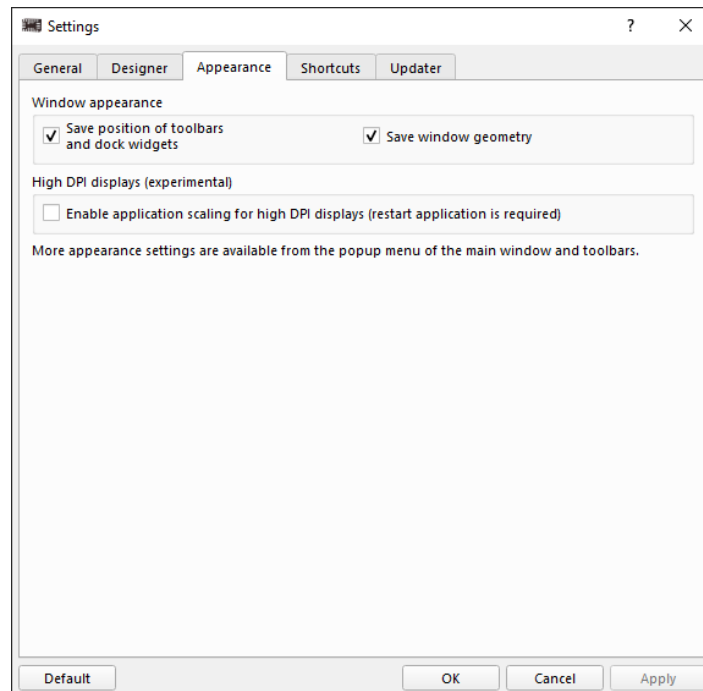 Settings
?
General
Designer
Appearance
Shortcuts
Updater
Window appearance
Save position of toolbars
and dock widgets
Save window geometry
High DPI displays (experimental)
Enable application scaling for high DPI displays (restart application is required)
More appearance settings are available from the popup menu of the main window and toolbars.
Default
OK
Cancel
Apply